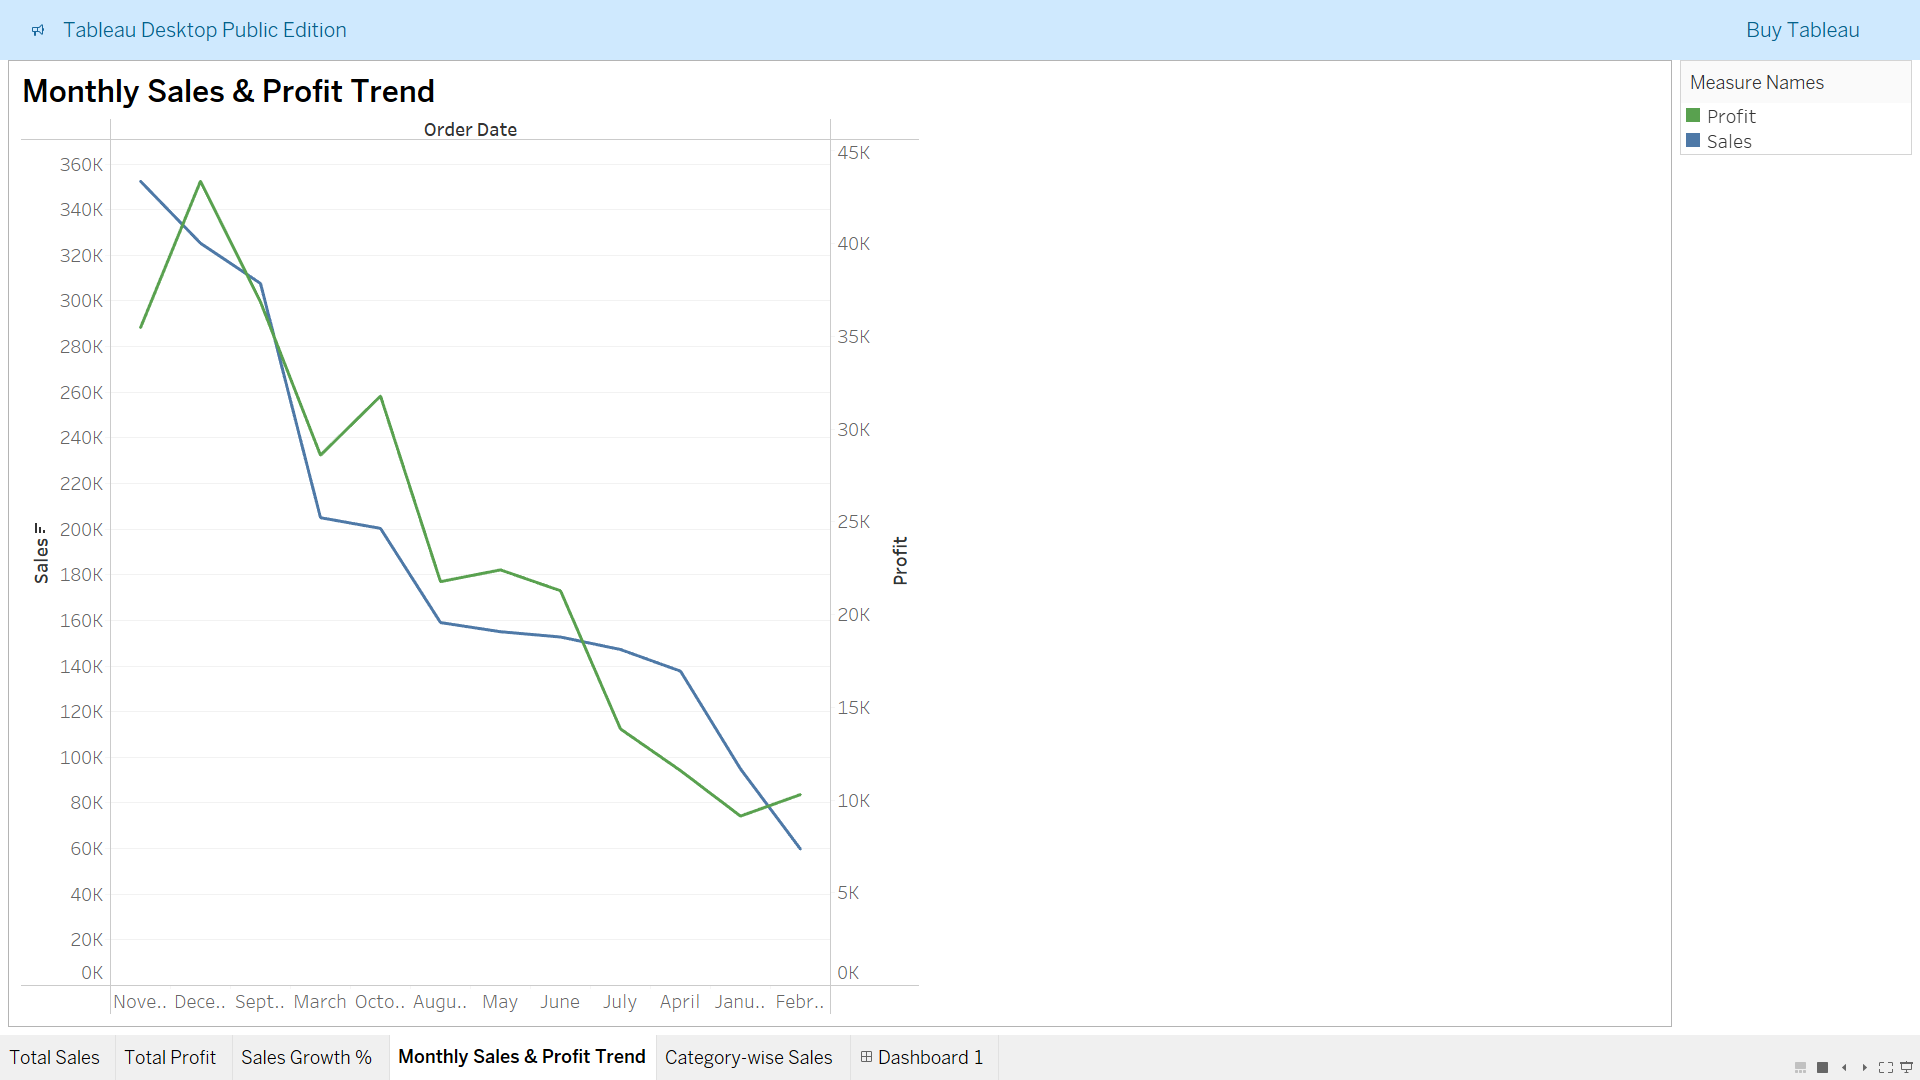 Tableau Desktop Public Edition
Buy Tableau
Monthly Sales & Profit Trend
Order Date
Sales
360K
340K
320K
300K
280K
260K
240K
220K
200K
180K
160K
140K
120K
100K
80K
60K
40K
20K
0K
45K
40K
35K
30K
25K
20K
15K
10K
5K
0K
Profit
Nove.. Dece.. Sept.. March Octo.. Augu.. May June July April Janu.. Febr..
Measure Names
Profit
Sales
Total Sales Total Profit Sales Growth % Monthly Sales & Profit Trend Category-wise Sales Dashboard 1